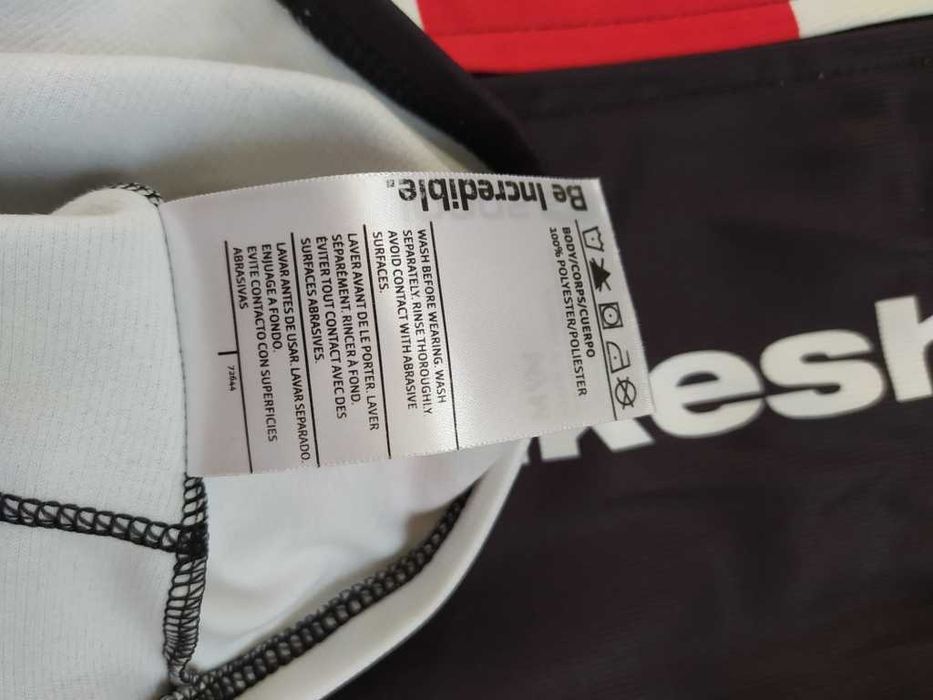 Be Incredible.
BODY/CORPS/CUERPO
100% POLYESTER/POLIESTER
WASH BEFORE WEARING. WASH
SEPARATELY. RINSE THOROUGHLY.
AVOID CONTACT WITH ABRASIVE
SURFACES.
LAVER AVANT DE LE PORTER. LAVER
SÉPARÉMENT. RINCER À FOND.
ÉVITER TOUT CONTACT AVEC DES
SURFACES ABRASIVES.
LAVAR ANTES DE USAR. LAVAR SEPARADO.
ENJUAGE A FONDO.
EVITE CONTACTO CON SUPERFICIES
ABRASIVAS
72644
kesh